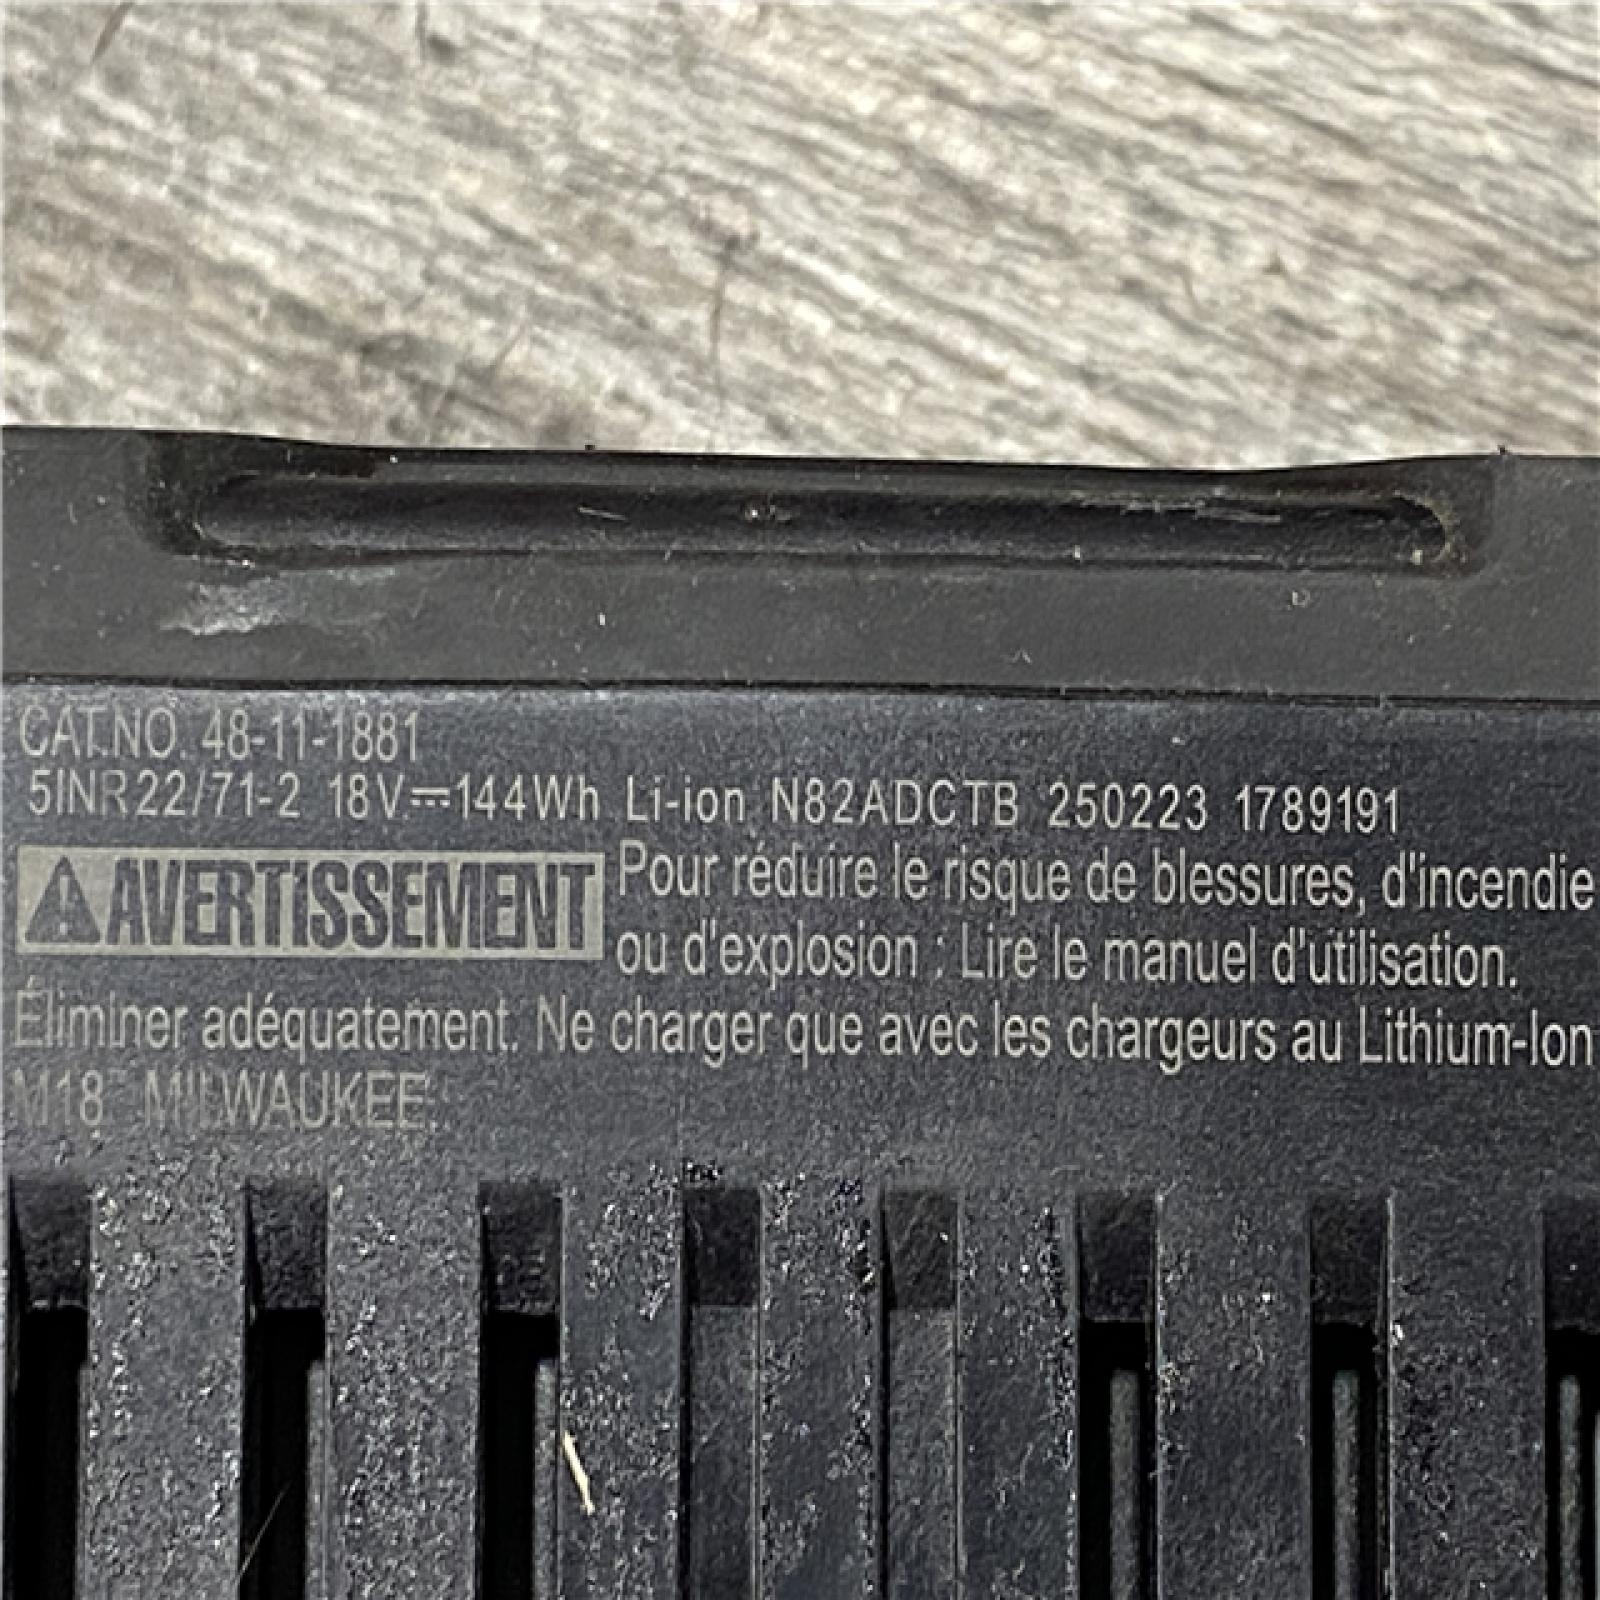 CAT.NO. 48-11-1881
5INR22/71-2 18V⎓144Wh Li-ion N82ADCTB 250223 1789191
⚠AVERTISSEMENT Pour réduire le risque de blessures, d'incendie
ou d'explosion : Lire le manuel d'utilisation.
Éliminer adéquatement. Ne charger que avec les chargeurs au Lithium-Ion
M18™ MILWAUKEE.